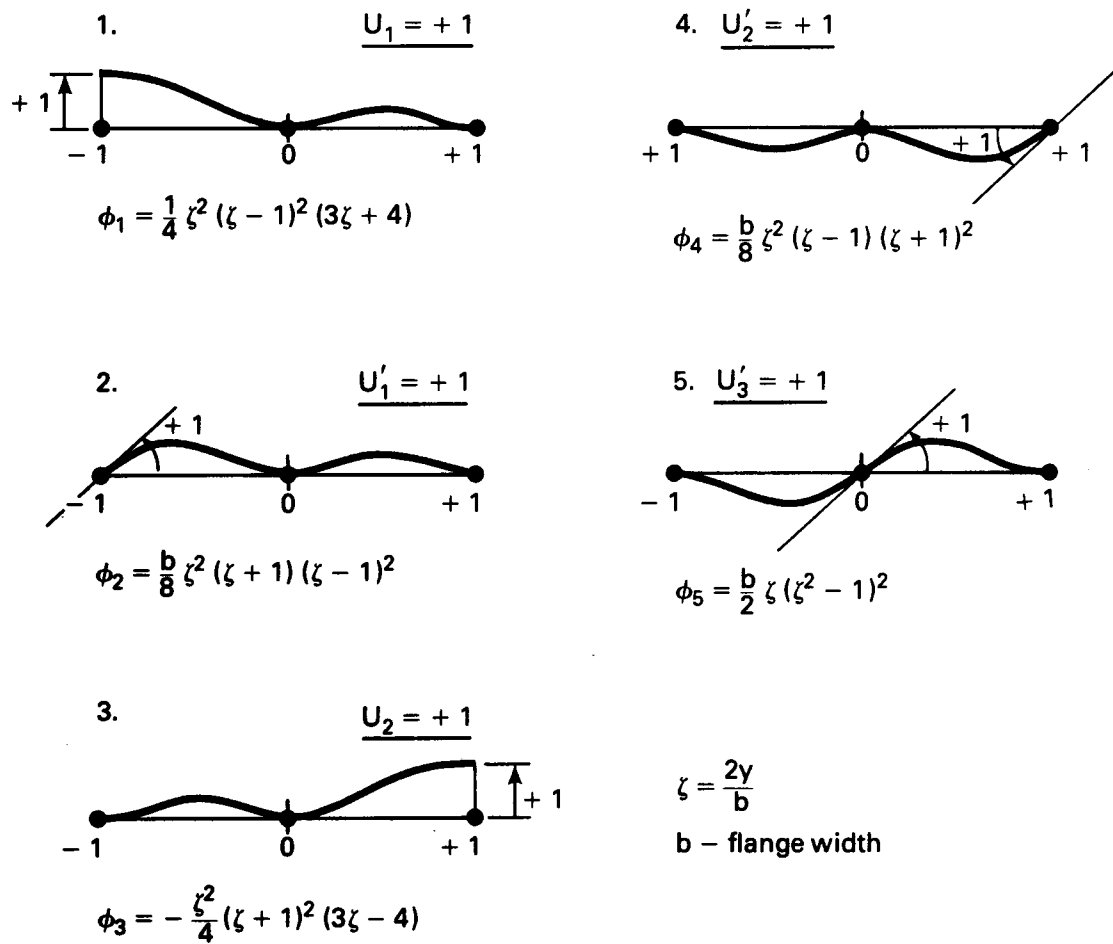 1. U₁ = + 1
+ 1
− 1 0 + 1
ϕ₁ = 1/4 ζ² (ζ − 1)² (3ζ + 4)
2. U₁′ = + 1
+ 1
− 1 0 + 1
ϕ₂ = b/8 ζ² (ζ + 1) (ζ − 1)²
3. U₂ = + 1
+ 1
− 1 0 + 1
ϕ₃ = − ζ²/4 (ζ + 1)² (3ζ − 4)
4. U₂′ = + 1
+ 1
+ 1 0 + 1
ϕ₄ = b/8 ζ² (ζ − 1) (ζ + 1)²
5. U₃′ = + 1
+ 1
− 1 0 + 1
ϕ₅ = b/2 ζ (ζ² − 1)²
ζ = 2y/b
b – flange width